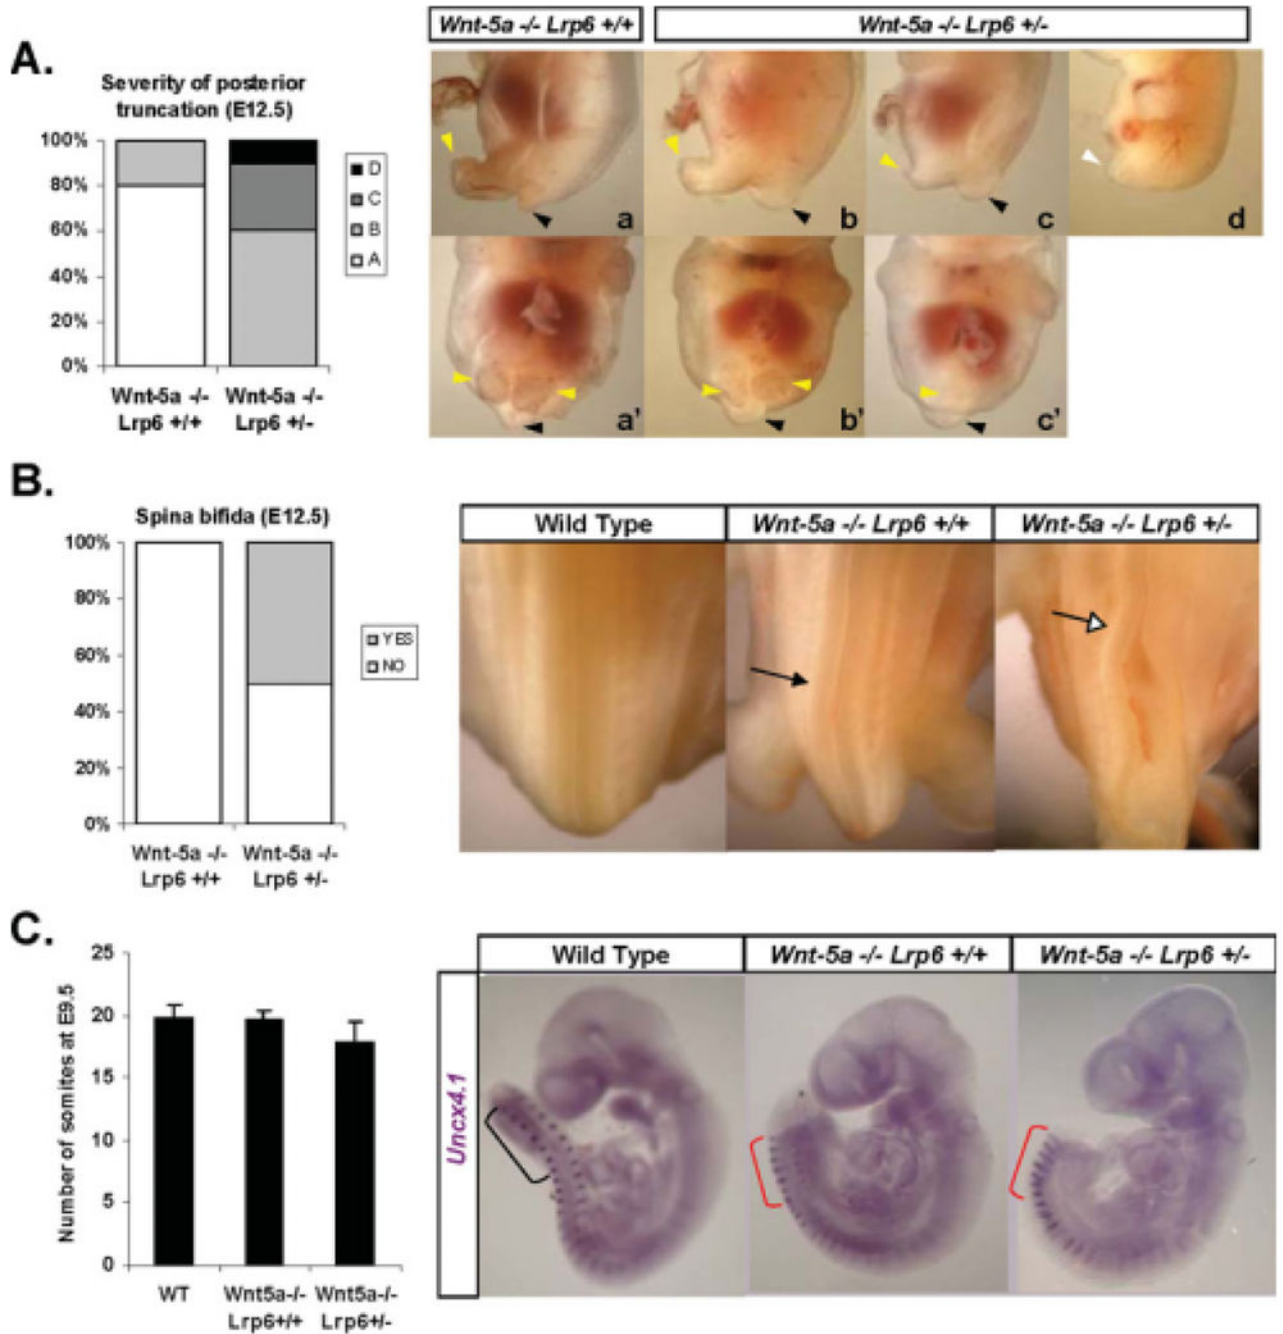 A.
Severity of posterior
truncation (E12.5)
100%
80%
60%
40%
20%
0%
Wnt-5a -/-
Lrp6 +/+
Wnt-5a -/-
Lrp6 +/-
D
C
B
A
Wnt-5a -/- Lrp6 +/+
Wnt-5a -/- Lrp6 +/-
a
b
c
d
a'
b'
c'
B.
Spina bifida (E12.5)
100%
80%
60%
40%
20%
0%
Wnt-5a -/-
Lrp6 +/+
Wnt-5a -/-
Lrp6 +/-
YES
NO
Wild Type
Wnt-5a -/- Lrp6 +/+
Wnt-5a -/- Lrp6 +/-
C.
Number of somites at E9.5
25
20
15
10
5
0
WT
Wnt5a-/-
Lrp6+/+
Wnt5a-/-
Lrp6+/-
Uncx4.1
Wild Type
Wnt-5a -/- Lrp6 +/+
Wnt-5a -/- Lrp6 +/-